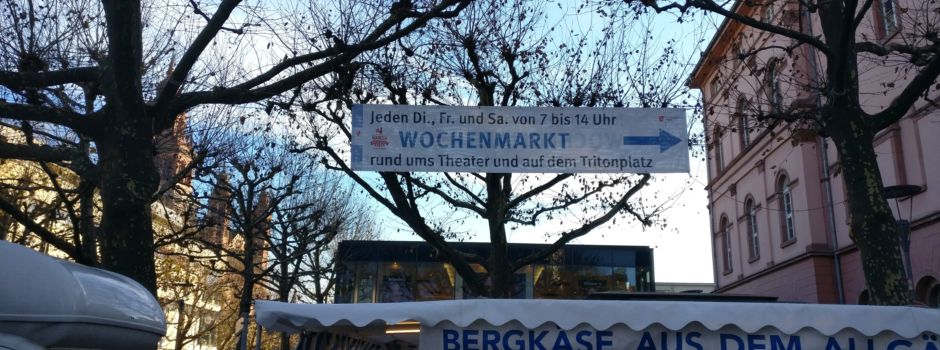 Jeden Di., Fr. und Sa. von 7 bis 14 Uhr
WOCHENMARKT
rund ums Theater und auf dem Tritonplatz
BERGKÄSE AUS DEM ALLGÄ